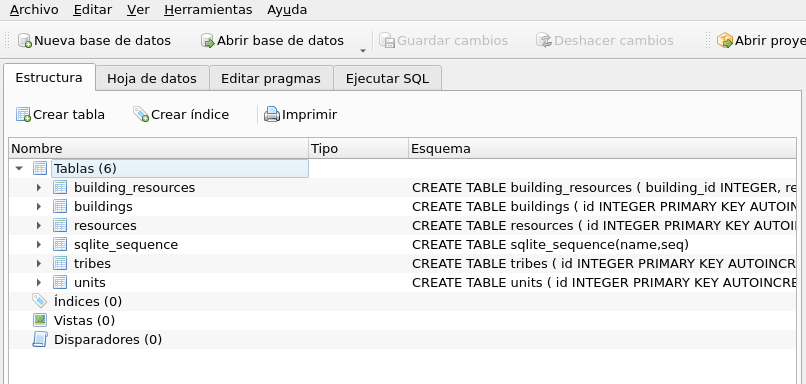 Archivo Editar Ver Herramientas Ayuda
Nueva base de datos Abrir base de datos Guardar cambios Deshacer cambios Abrir proye
Estructura Hoja de datos Editar pragmas Ejecutar SQL
Crear tabla Crear índice Imprimir
Nombre Tipo Esquema
Tablas (6)
building_resources CREATE TABLE building_resources ( building_id INTEGER, re
buildings CREATE TABLE buildings ( id INTEGER PRIMARY KEY AUTOIN
resources CREATE TABLE resources ( id INTEGER PRIMARY KEY AUTOI
sqlite_sequence CREATE TABLE sqlite_sequence(name,seq)
tribes CREATE TABLE tribes ( id INTEGER PRIMARY KEY AUTOINCR
units CREATE TABLE units ( id INTEGER PRIMARY KEY AUTOINCRE
Índices (0)
Vistas (0)
Disparadores (0)